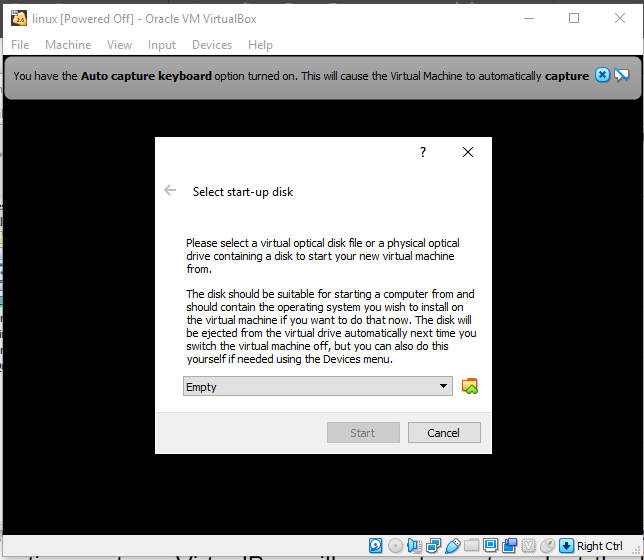 linux [Powered Off] - Oracle VM VirtualBox
File Machine View Input Devices Help
You have the Auto capture keyboard option turned on. This will cause the Virtual Machine to automatically capture
?
Select start-up disk
Please select a virtual optical disk file or a physical optical
drive containing a disk to start your new virtual machine
from.
The disk should be suitable for starting a computer from and
should contain the operating system you wish to install on
the virtual machine if you want to do that now. The disk will
be ejected from the virtual drive automatically next time you
switch the virtual machine off, but you can also do this
yourself if needed using the Devices menu.
Empty
Start Cancel
Right Ctrl